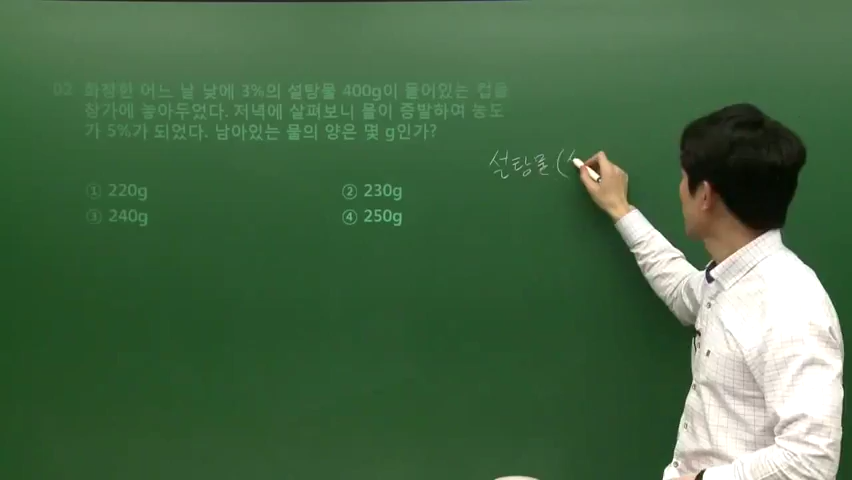 02 화창한 어느 날 낮에 3%의 설탕물 400g이 들어있는 컵을
창가에 놓아두었다. 저녁에 살펴보니 물이 증발하여 농도
가 5%가 되었다. 남아있는 물의 양은 몇 g인가?
설탕물 (
① 220g ② 230g
③ 240g ④ 250g